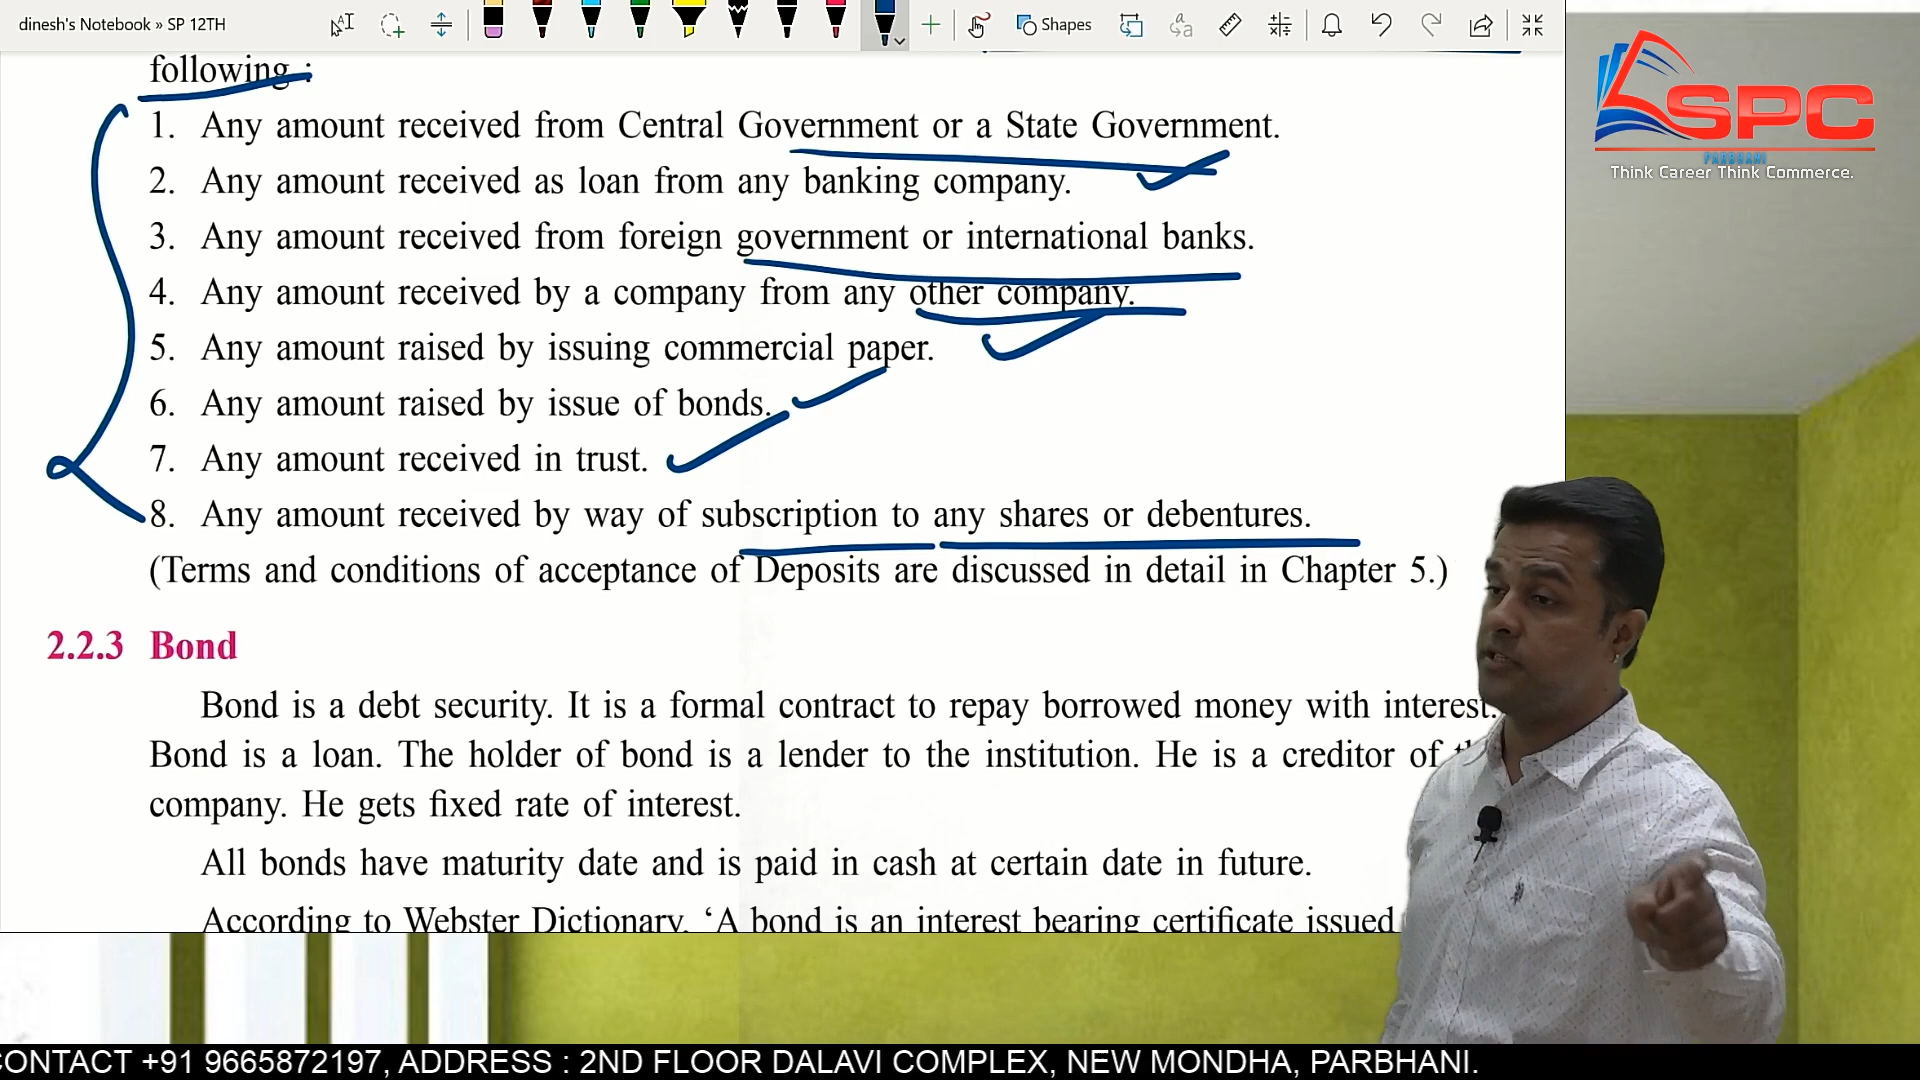 dinesh's Notebook » SP 12TH
Shapes
following :
1. Any amount received from Central Government or a State Government.
2. Any amount received as loan from any banking company.
3. Any amount received from foreign government or international banks.
4. Any amount received by a company from any other company.
5. Any amount raised by issuing commercial paper.
6. Any amount raised by issue of bonds.
7. Any amount received in trust.
8. Any amount received by way of subscription to any shares or debentures.
(Terms and conditions of acceptance of Deposits are discussed in detail in Chapter 5.)
2.2.3 Bond
Bond is a debt security. It is a formal contract to repay borrowed money with interest.
Bond is a loan. The holder of bond is a lender to the institution. He is a creditor of
company. He gets fixed rate of interest.
All bonds have maturity date and is paid in cash at certain date in future.
According to Webster Dictionary, ‘A bond is an interest bearing certificate issued
SPC
PARBHANI
Think Career Think Commerce.
CONTACT +91 9665872197, ADDRESS : 2ND FLOOR DALAVI COMPLEX, NEW MONDHA, PARBHANI.